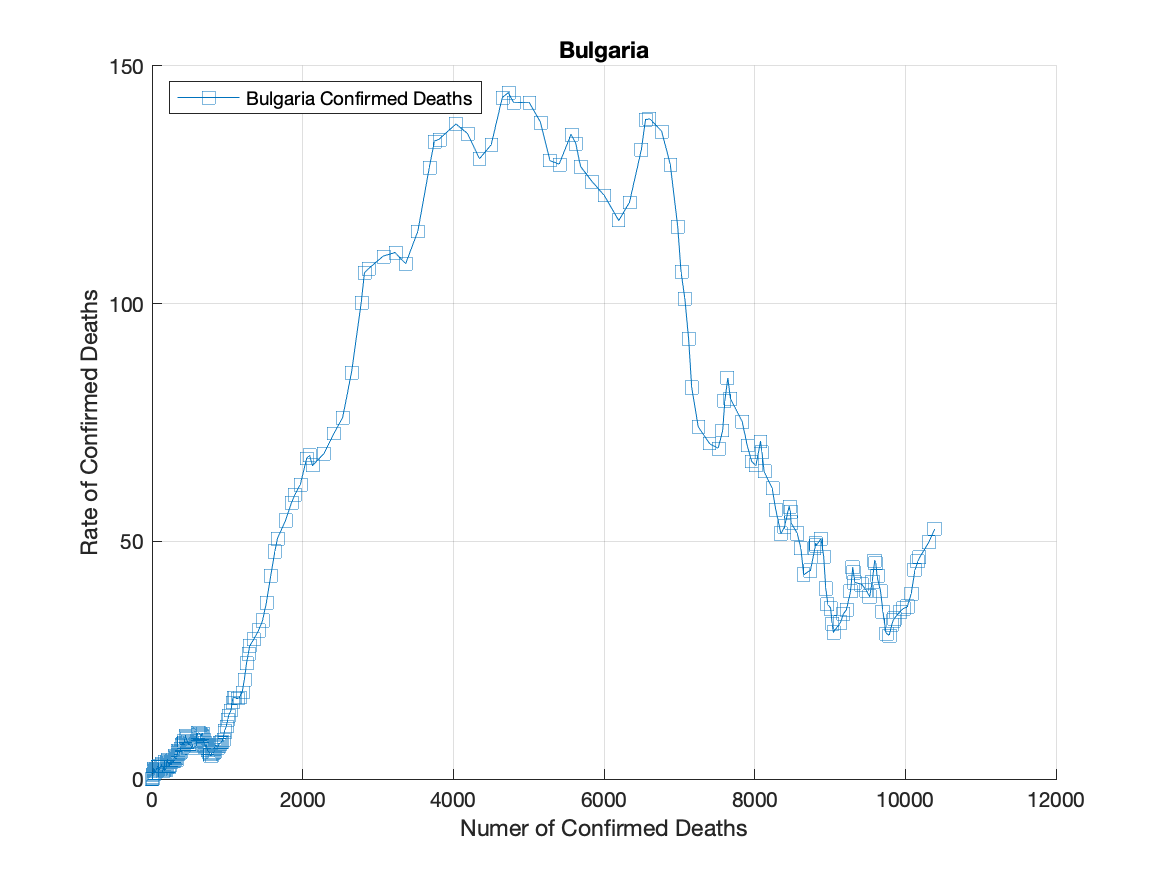 Bulgaria
150
Bulgaria Confirmed Deaths
100
Rate of Confirmed Deaths
50
0
0 2000 4000 6000 8000 10000 12000
Numer of Confirmed Deaths